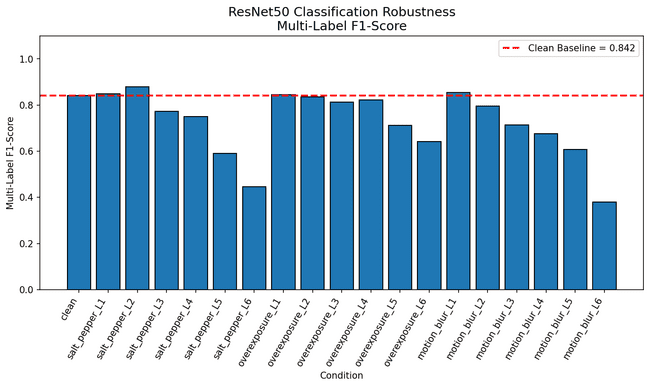 ResNet50 Classification Robustness
Multi-Label F1-Score
Clean Baseline = 0.842
Multi-Label F1-Score
1.0
0.8
0.6
0.4
0.2
0.0
clean
salt_pepper_L1
salt_pepper_L2
salt_pepper_L3
salt_pepper_L4
salt_pepper_L5
salt_pepper_L6
overexposure_L1
overexposure_L2
overexposure_L3
overexposure_L4
overexposure_L5
overexposure_L6
motion_blur_L1
motion_blur_L2
motion_blur_L3
motion_blur_L4
motion_blur_L5
motion_blur_L6
Condition